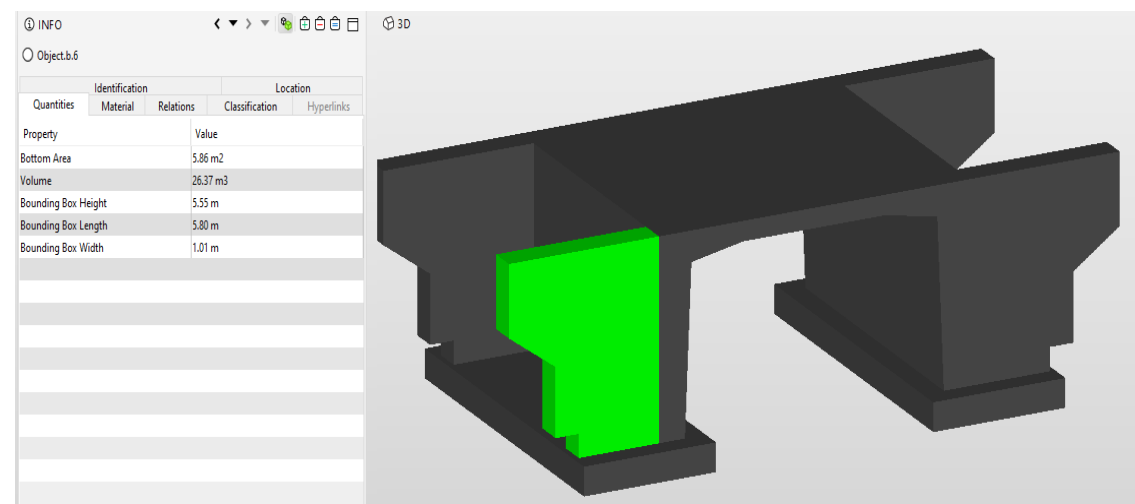 INFO
3D
Object.b.6
Identification Location
Quantities Material Relations Classification Hyperlinks
Property Value
Bottom Area 5.86 m2
Volume 26.37 m3
Bounding Box Height 5.55 m
Bounding Box Length 5.80 m
Bounding Box Width 1.01 m